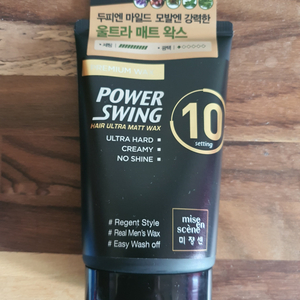 두피엔 마일드 모발엔 강력한
울트라 매트 왁스
POWER
SWING
HAIR ULTRA MATT WAX
10
setting
ULTRA HARD
CREAMY
NO SHINE
# Regent Style
# Real Men's Wax
# Easy Wash off
mise
en
scène
미쟝센